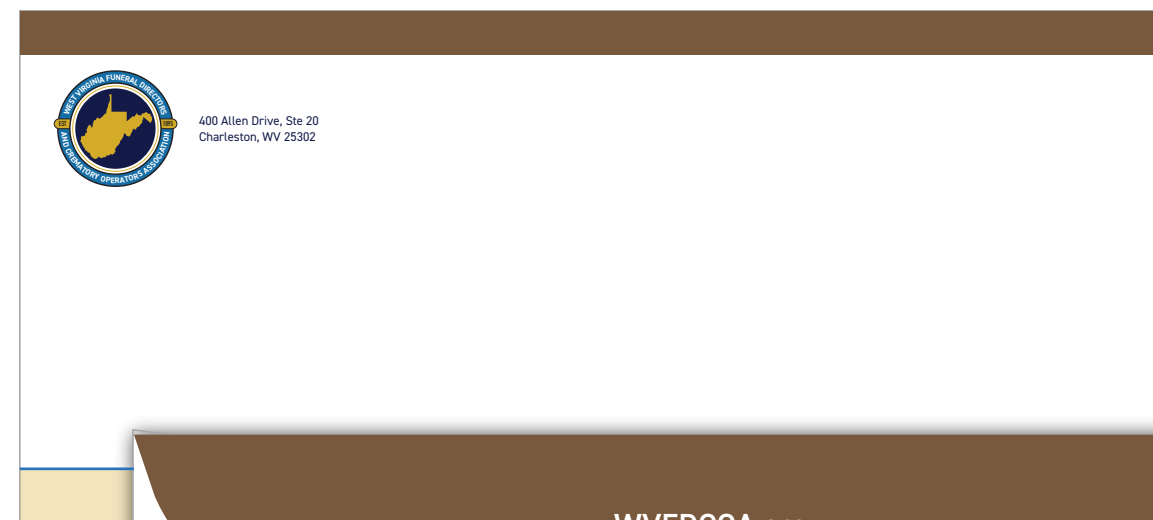 WEST VIRGINIA FUNERAL DIRECTORS
EST 1895
AND CREMATORY OPERATORS ASSOCIATION
400 Allen Drive, Ste 20
Charleston, WV 25302